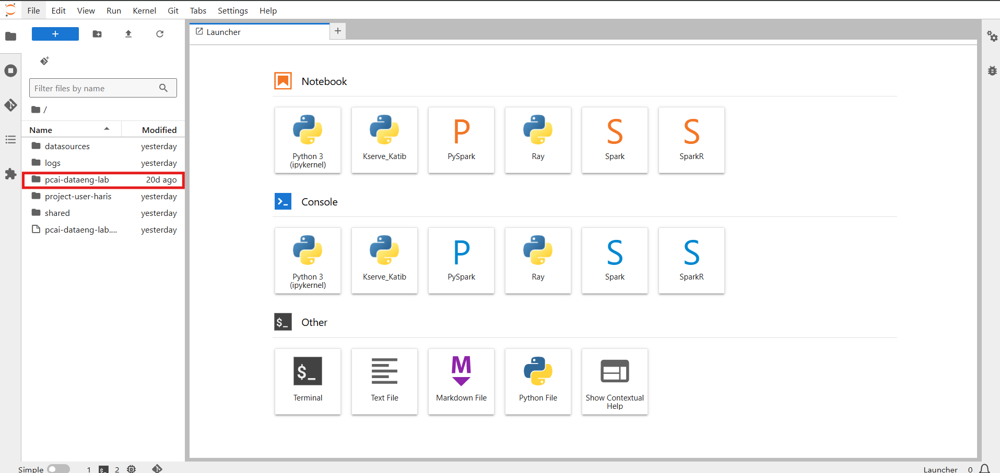 File Edit View Run Kernel Git Tabs Settings Help
Launcher
Filter files by name
/
Name Modified
datasources yesterday
logs yesterday
pcai-dataeng-lab 20d ago
project-user-haris yesterday
shared yesterday
pcai-dataeng-lab.... yesterday
Notebook
Python 3
(ipykernel)
Kserve_Katib
P
PySpark
Ray
S
Spark
S
SparkR
Console
Python 3
(ipykernel)
Kserve_Katib
P
PySpark
Ray
S
Spark
S
SparkR
$_ Other
$_
Terminal
Text File
M
Markdown File
Python File
Show Contextual
Help
Simple 1 $_ 2 Launcher 0